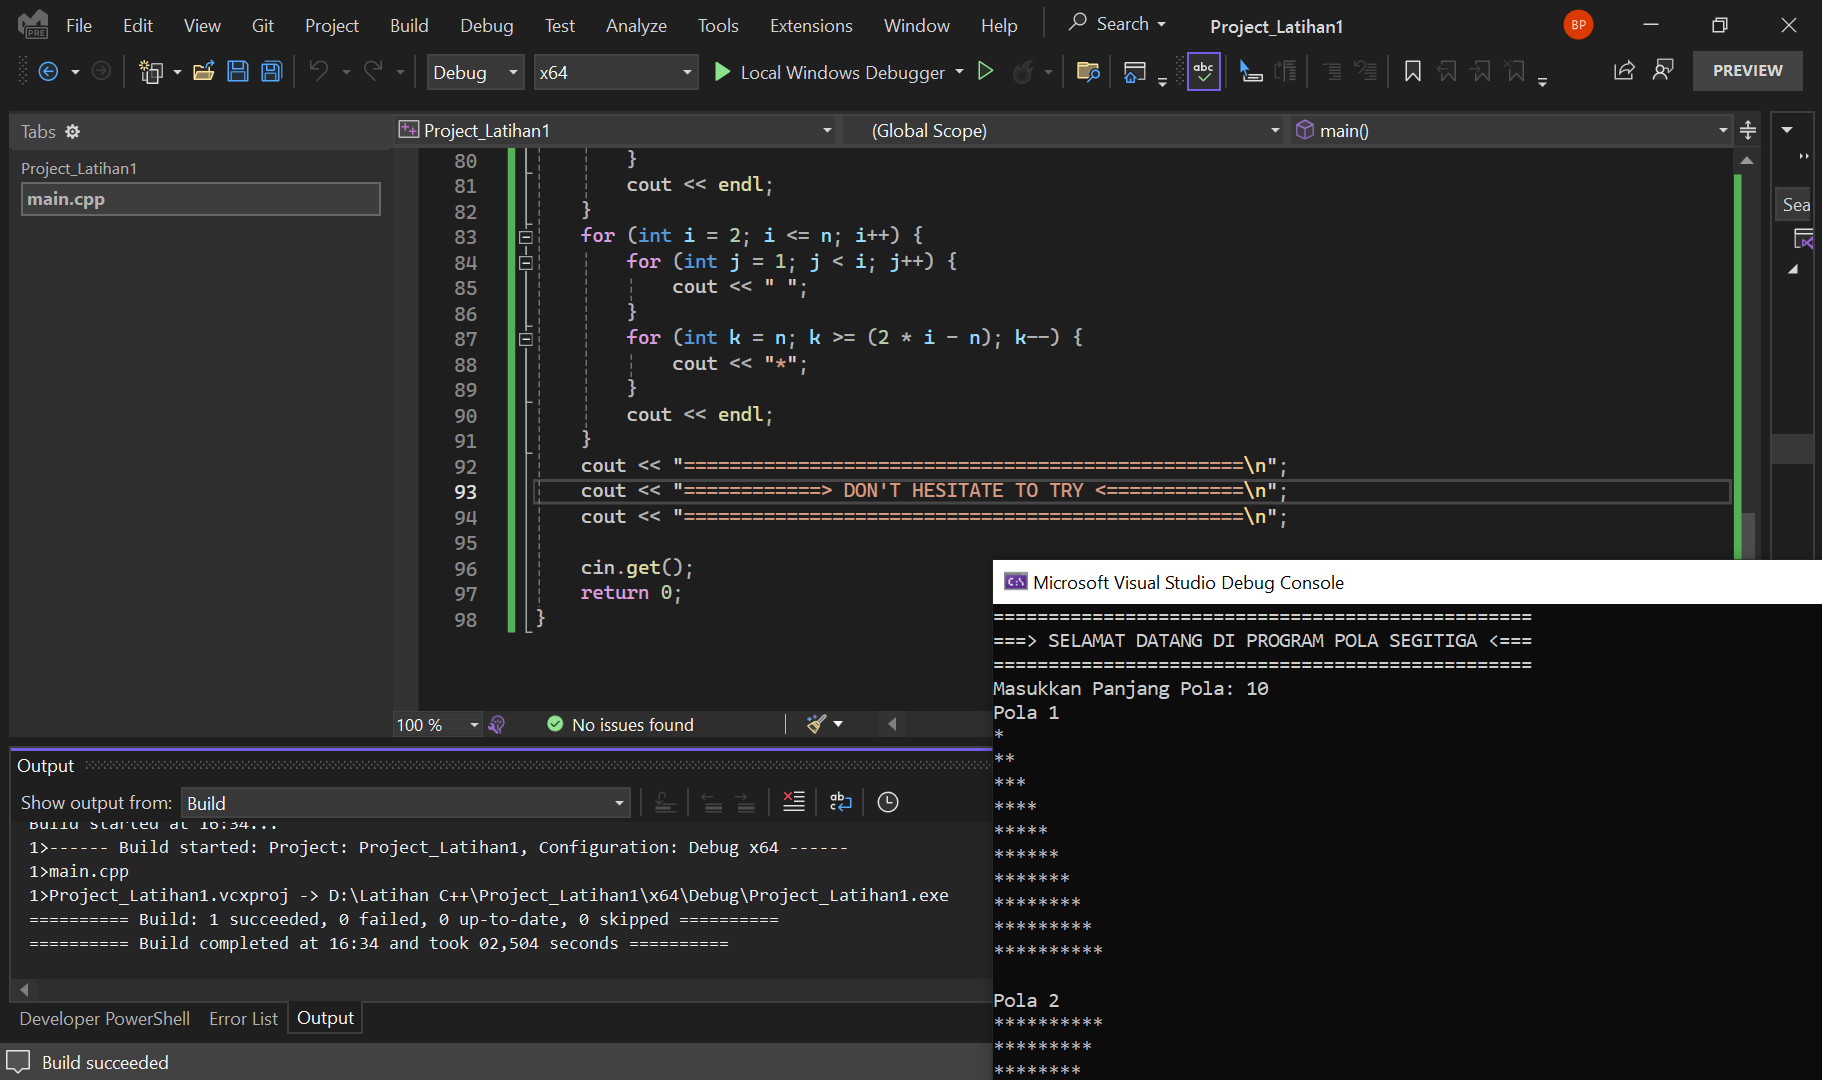 File Edit View Git Project Build Debug Test Analyze Tools Extensions Window Help Search Project_Latihan1 BP
PRE
Debug x64 Local Windows Debugger abc PREVIEW
Tabs
Project_Latihan1
main.cpp
Project_Latihan1 (Global Scope) main()
Sea
80 }
81 cout << endl;
82 }
83 for (int i = 2; i <= n; i++) {
84 for (int j = 1; j < i; j++) {
85 cout << " ";
86 }
87 for (int k = n; k >= (2 * i - n); k--) {
88 cout << "*";
89 }
90 cout << endl;
91 }
92 cout << "=================================================\n";
93 cout << "============> DON'T HESITATE TO TRY <============\n";
94 cout << "=================================================\n";
95
96 cin.get();
97 return 0;
98 }
100 % No issues found
Output
Show output from: Build
Build started at 16:34...
1>------ Build started: Project: Project_Latihan1, Configuration: Debug x64 ------
1>main.cpp
1>Project_Latihan1.vcxproj -> D:\Latihan C++\Project_Latihan1\x64\Debug\Project_Latihan1.exe
========== Build: 1 succeeded, 0 failed, 0 up-to-date, 0 skipped ==========
========== Build completed at 16:34 and took 02,504 seconds ==========
Developer PowerShell Error List Output
Build succeeded
Microsoft Visual Studio Debug Console
=================================================
===> SELAMAT DATANG DI PROGRAM POLA SEGITIGA <===
=================================================
Masukkan Panjang Pola: 10
Pola 1
*
**
***
****
*****
******
*******
********
*********
**********
Pola 2
**********
*********
********